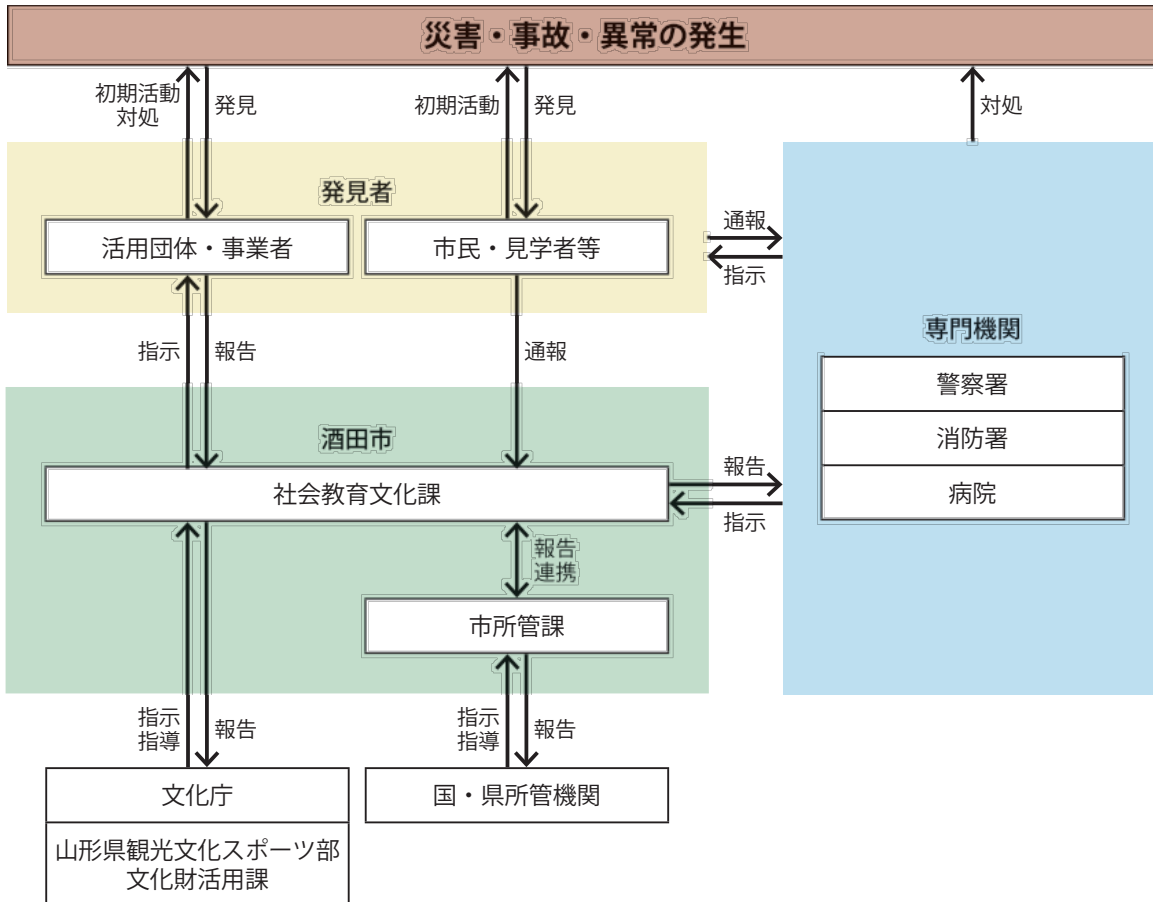 災害・事故・異常の発生
初期活動
対処
発見
初期活動
発見
対処
発見者
活用団体・事業者
市民・見学者等
通報
指示
専門機関
警察署
消防署
病院
指示
報告
通報
酒田市
社会教育文化課
報告
指示
報告
連携
市所管課
指示
指導
報告
指示
指導
報告
文化庁
山形県観光文化スポーツ部
文化財活用課
国・県所管機関